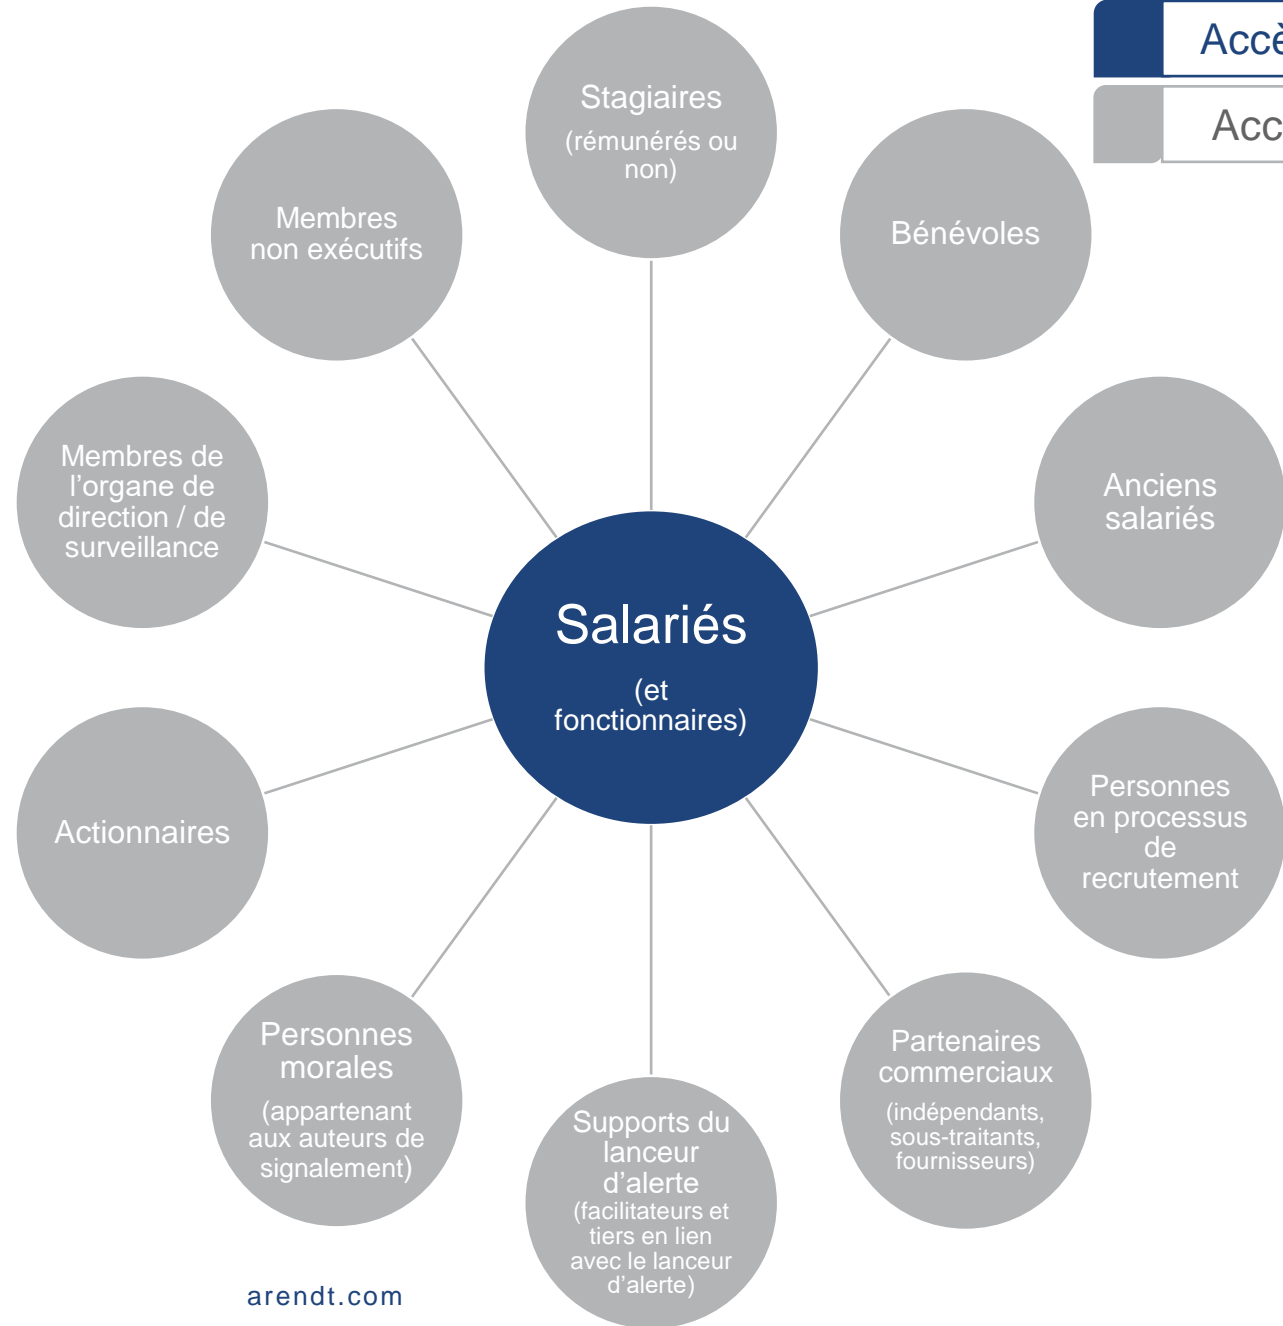 Stagiaires
(rémunérés ou
non)
Membres
non exécutifs
Bénévoles
Membres de
l’organe de
direction / de
surveillance
Anciens
salariés
Salariés
(et
fonctionnaires)
Actionnaires
Personnes
en processus
de
recrutement
Personnes
morales
(appartenant
aux auteurs de
signalement)
Partenaires
commerciaux
(indépendants,
sous-traitants,
fournisseurs)
Supports du
lanceur
d’alerte
(facilitateurs et
tiers en lien
avec le lanceur
d’alerte)
arendt.com